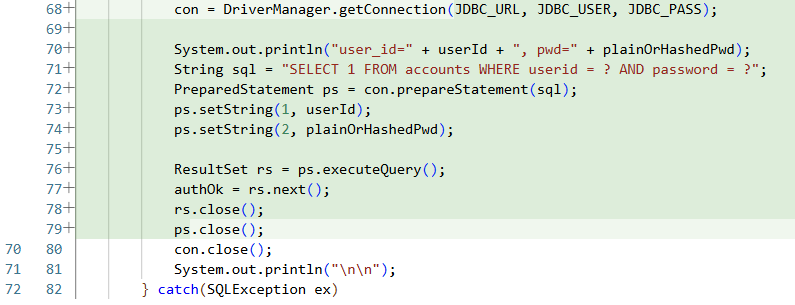 68+ con = DriverManager.getConnection(JDBC_URL, JDBC_USER, JDBC_PASS);
69+
70+ System.out.println("user_id=" + userId + ", pwd=" + plainOrHashedPwd);
71+ String sql = "SELECT 1 FROM accounts WHERE userid = ? AND password = ?";
72+ PreparedStatement ps = con.prepareStatement(sql);
73+ ps.setString(1, userId);
74+ ps.setString(2, plainOrHashedPwd);
75+
76+ ResultSet rs = ps.executeQuery();
77+ authOk = rs.next();
78+ rs.close();
79+ ps.close();
70 80 con.close();
71 81 System.out.println("\n\n");
72 82 } catch(SQLException ex)